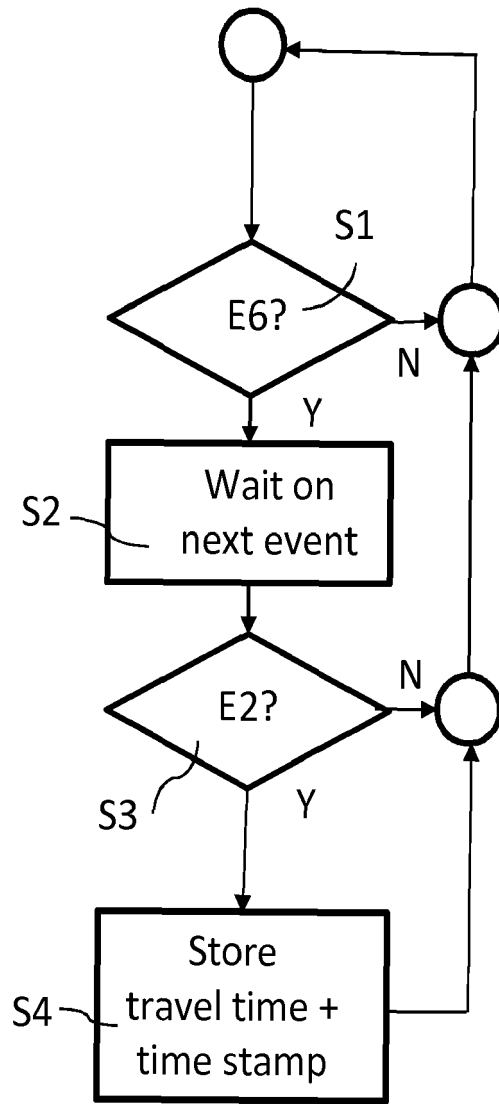 S1
E6?
N
Y
Wait on
next event
S2
N
E2?
Y
S3
Store
travel time +
time stamp
S4